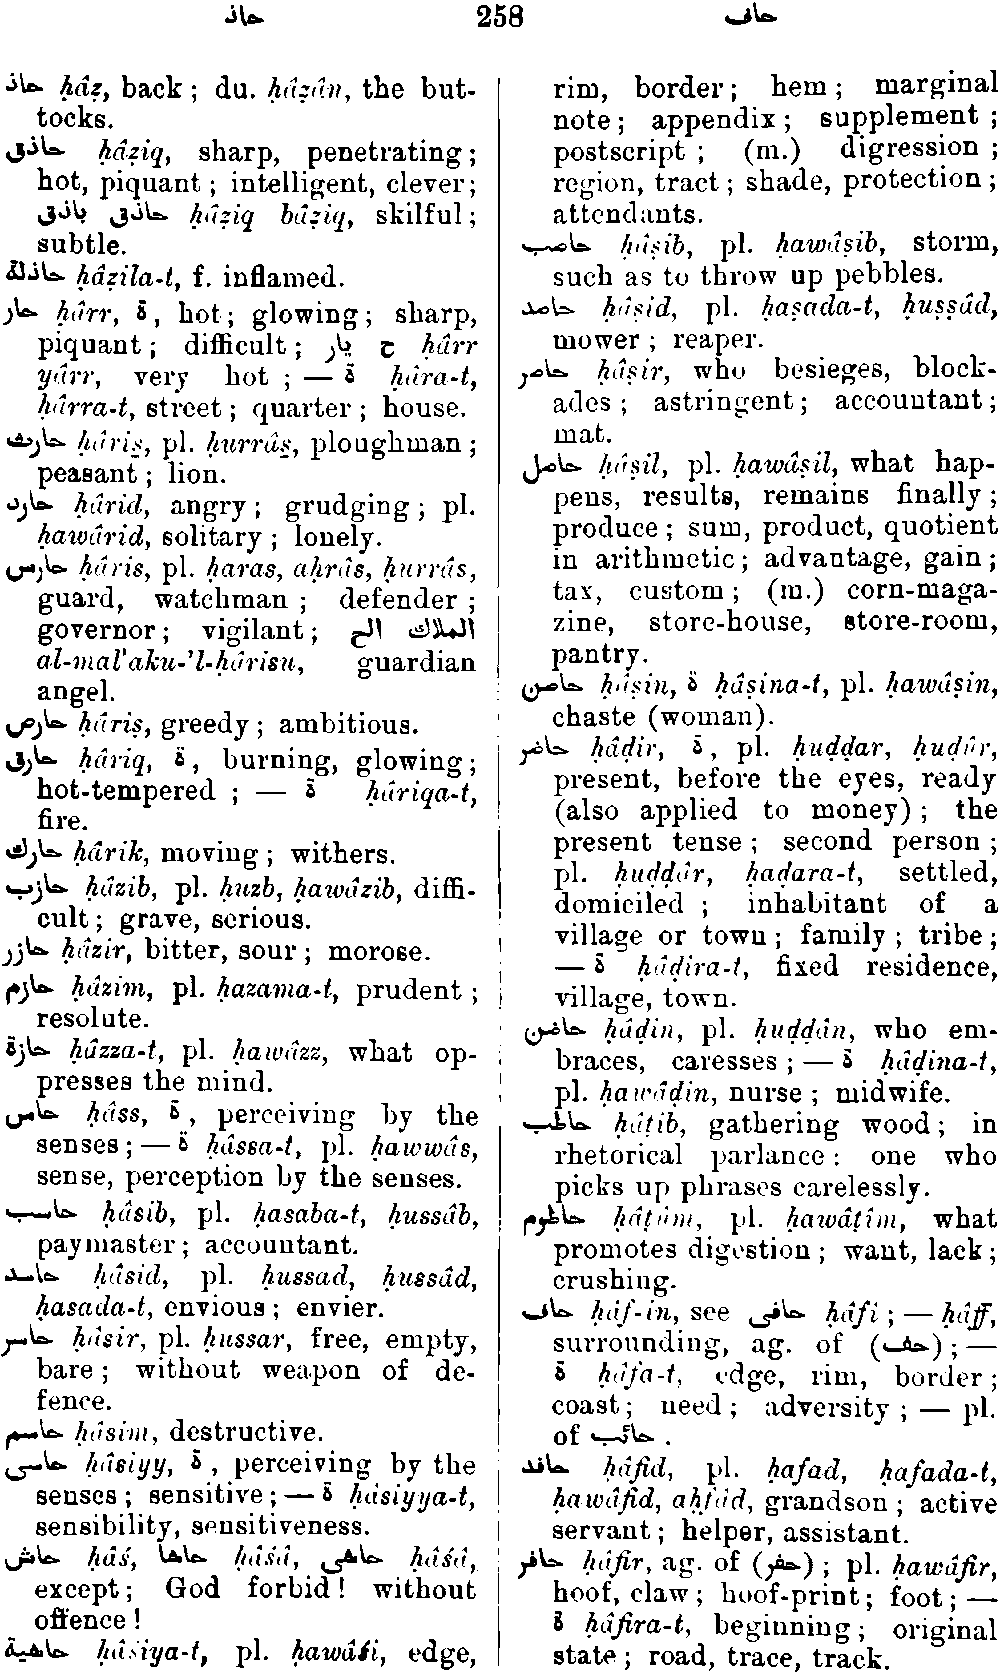 حاذ 258 حاف
حاذ ḥâẕ, back; du. ḥâẕân, the but-
tocks.
حاذق ḥâẕiq, sharp, penetrating;
hot, piquant; intelligent, clever;
حاذق باذق ḥâẕiq bâẕiq, skilful;
subtle.
حاذلة ḥâẕila-t, f. inflamed.
حار ḥârr, ة, hot; glowing; sharp,
piquant; difficult; ح يار ḥârr
yârr, very hot; — ة ḥâra-t,
ḥârra-t, street; quarter; house.
حارث ḥâris̱, pl. ḥurrâs̱, ploughman;
peasant; lion.
حارد ḥârid, angry; grudging; pl.
ḥawârid, solitary; lonely.
حارس ḥâris, pl. ḥaras, aḥrâs, ḥurrâs,
guard, watchman; defender;
governor; vigilant; الملاك الح
al-mal'aku-'l-ḥârisu, guardian
angel.
حارص ḥâriṣ, greedy; ambitious.
حارق ḥâriq, ة, burning, glowing;
hot-tempered; — ة ḥâriqa-t,
fire.
حارك ḥârik, moving; withers.
حازب ḥâzib, pl. ḥuzb, ḥawâzib, diffi-
cult; grave, serious.
حازر ḥâzir, bitter, sour; morose.
حازم ḥâzim, pl. ḥazama-t, prudent;
resolute.
حازة ḥâzza-t, pl. ḥawâzz, what op-
presses the mind.
حاس ḥâss, ة, perceiving by the
senses; — ة ḥâssa-t, pl. ḥawwâs,
sense, perception by the senses.
حاسب ḥâsib, pl. ḥasaba-t, ḥussâb,
paymaster; accountant.
حاسد ḥâsid, pl. ḥussad, ḥussâd,
ḥasada-t, envious; envier.
حاسر ḥâsir, pl. ḥussar, free, empty,
bare; without weapon of de-
fence.
حاسم ḥâsim, destructive.
حاسى ḥâsiyy, ة, perceiving by the
senses; sensitive; — ة ḥâsiyya-t,
sensibility, sensitiveness.
حاش ḥâś, حاشا ḥâśâ, حاشى ḥâśâ,
except; God forbid! without
offence!
حاشية ḥâśiya-t, pl. ḥawâśi, edge,
rim, border; hem; marginal
note; appendix; supplement;
postscript; (m.) digression;
region, tract; shade, protection;
attendants.
حاصب ḥâṣib, pl. ḥawâṣib, storm,
such as to throw up pebbles.
حاصد ḥâṣid, pl. ḥaṣada-t, ḥuṣṣâd,
mower; reaper.
حاصر ḥâṣir, who besieges, block-
ades; astringent; accountant;
mat.
حاصل ḥâṣil, pl. ḥawâṣil, what hap-
pens, results, remains finally;
produce; sum, product, quotient
in arithmetic; advantage, gain;
tax, custom; (m.) corn-maga-
zine, store-house, store-room,
pantry.
حاصن ḥâṣin, ة ḥâṣina-t, pl. ḥawâṣin,
chaste (woman).
حاضر ḥâḍir, ة, pl. ḥuḍḍar, ḥuḍûr,
present, before the eyes, ready
(also applied to money); the
present tense; second person;
pl. ḥuḍḍâr, ḥaḍara-t, settled,
domiciled; inhabitant of a
village or town; family; tribe;
— ة ḥâḍira-t, fixed residence,
village, town.
حاضن ḥâḍin, pl. ḥuḍḍân, who em-
braces, caresses; — ة ḥâḍina-t,
pl. ḥawâḍin, nurse; midwife.
حاطب ḥâṭib, gathering wood; in
rhetorical parlance: one who
picks up phrases carelessly.
حاطوم ḥâṭûm, pl. ḥawâṭîm, what
promotes digestion; want, lack;
crushing.
حاف ḥâf-in, see حافى ḥâfi; — ḥâff,
surrounding, ag. of (حف); —
ة ḥâfa-t, edge, rim, border;
coast; need; adversity; — pl.
of حائب.
حافد ḥâfid, pl. ḥafad, ḥafada-t,
ḥawâfid, aḥfâd, grandson; active
servant; helper, assistant.
حافر ḥâfir, ag. of (حفر); pl. ḥawâfir,
hoof, claw; hoof-print; foot; —
ة ḥâfira-t, beginning; original
state; road, trace, track.